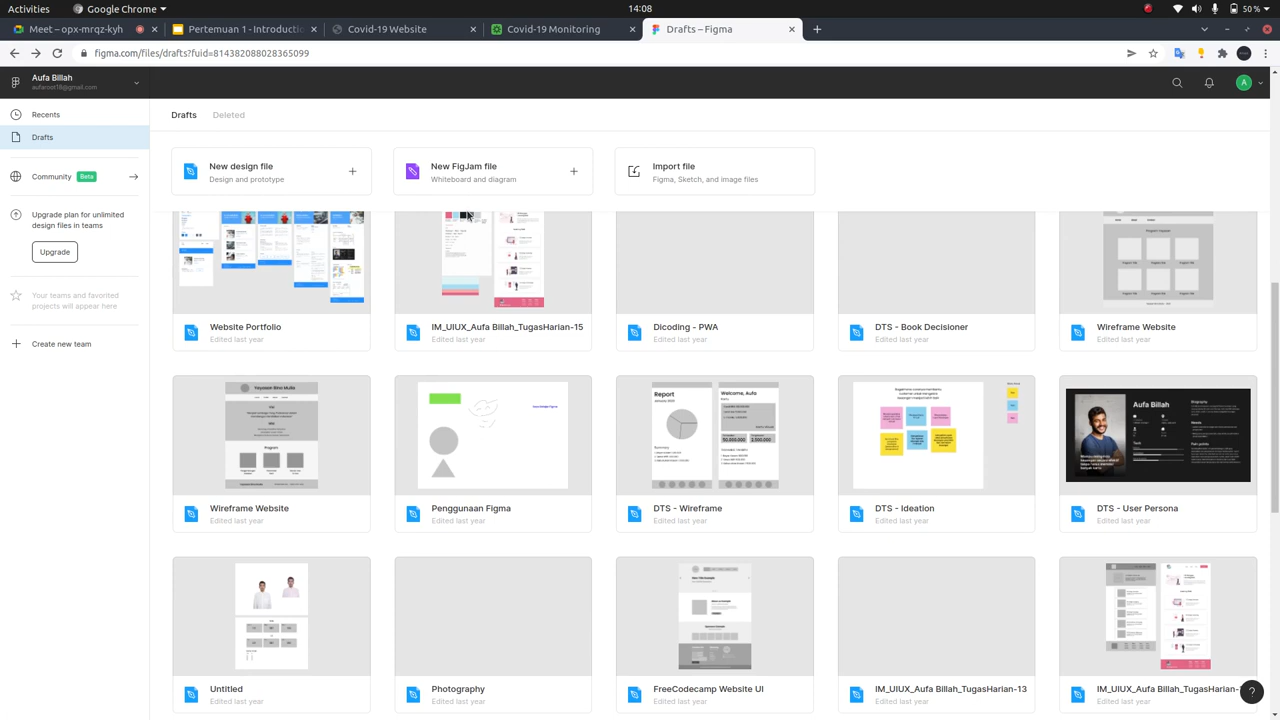 Activities
Google Chrome
14:08
50 %
Meet – opx-mrqz-kyh
Pertemuan 1 - Introducti
Covid-19 Website
Covid-19 Monitoring
Drafts – Figma
figma.com/files/drafts?fuid=814382088028365099
Aufa Billah
aufaroot18@gmail.com
A
Recents
Drafts
Community
Beta
Upgrade plan for unlimited
design files in teams
Upgrade
Your teams and favorited
projects will appear here
Create new team
Drafts
Deleted
New design file
Design and prototype
New FigJam file
Whiteboard and diagram
Import file
Figma, Sketch, and image files
Website Portfolio
Edited last year
IM_UIUX_Aufa Billah_TugasHarian-15
Edited last year
Dicoding - PWA
Edited last year
DTS - Book Decisioner
Edited last year
Wireframe Website
Edited last year
Yayasan Bina Mulia
Program
Wireframe Website
Edited last year
Penggunaan Figma
Edited last year
Report
Welcome, Aufa
DTS - Wireframe
Edited last year
DTS - Ideation
Edited last year
Aufa Billah
DTS - User Persona
Edited last year
Untitled
Edited last year
Photography
Edited last year
FreeCodecamp Website UI
Edited last year
IM_UIUX_Aufa Billah_TugasHarian-13
Edited last year
IM_UIUX_Aufa Billah_TugasHarian-
Edited last year
?